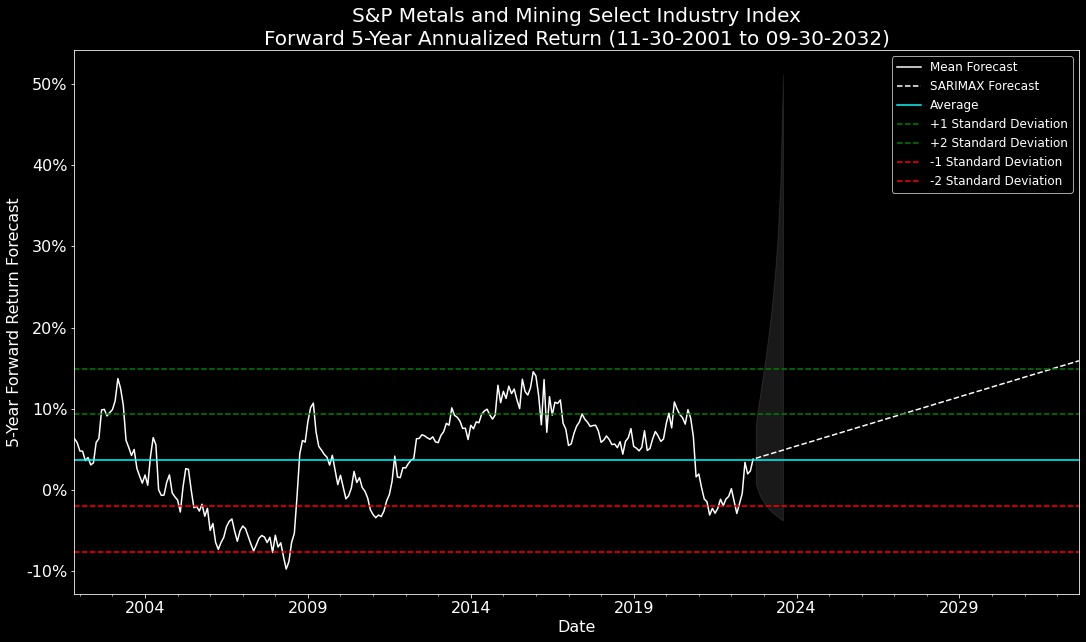 S&P Metals and Mining Select Industry Index
Forward 5-Year Annualized Return (11-30-2001 to 09-30-2032)
Mean Forecast
SARIMAX Forecast
Average
+1 Standard Deviation
+2 Standard Deviation
-1 Standard Deviation
-2 Standard Deviation
5-Year Forward Return Forecast
50%
40%
30%
20%
10%
0%
-10%
2004
2009
2014
2019
2024
2029
Date